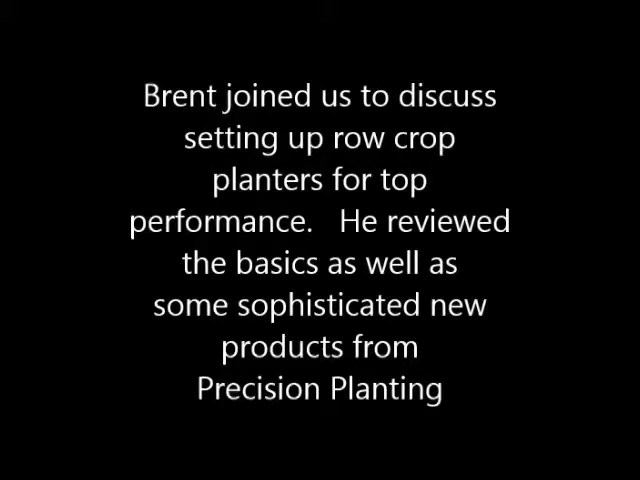 Brent joined us to discuss
setting up row crop
planters for top
performance.   He reviewed
the basics as well as
some sophisticated new
products from
Precision Planting